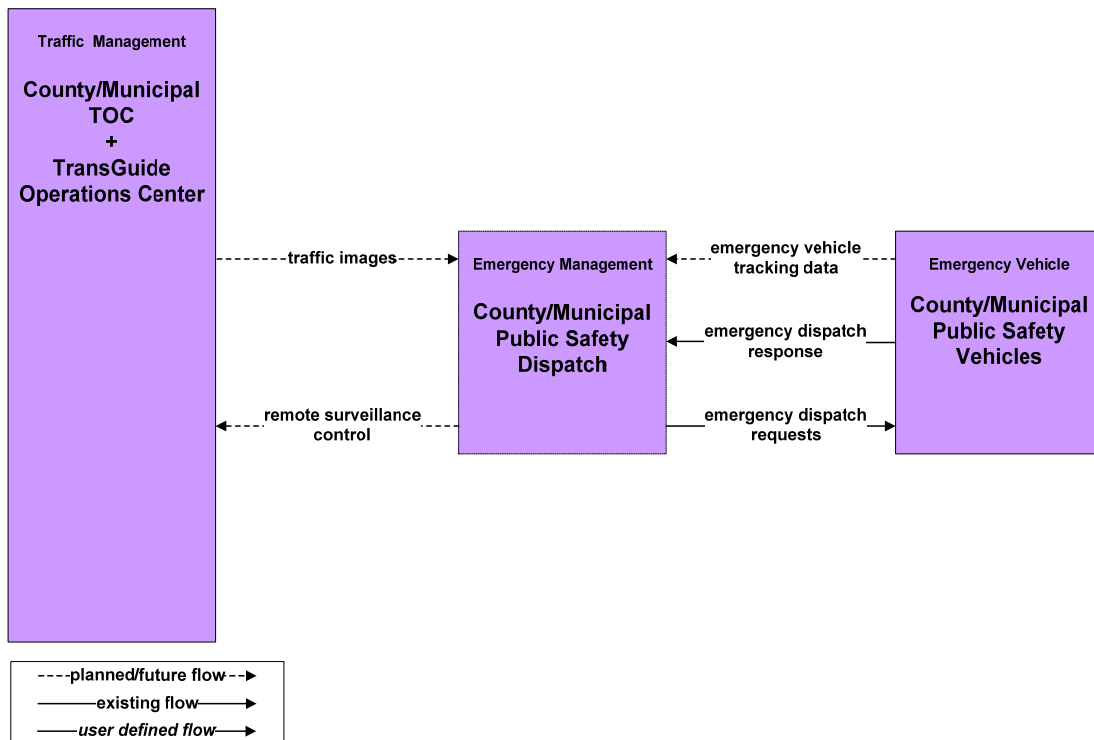 Traffic Management
County/Municipal
TOC
+
TransGuide
Operations Center
traffic images
remote surveillance
control
Emergency Management
County/Municipal
Public Safety
Dispatch
emergency vehicle
tracking data
emergency dispatch
response
emergency dispatch
requests
Emergency Vehicle
County/Municipal
Public Safety
Vehicles
planned/future flow
existing flow
user defined flow